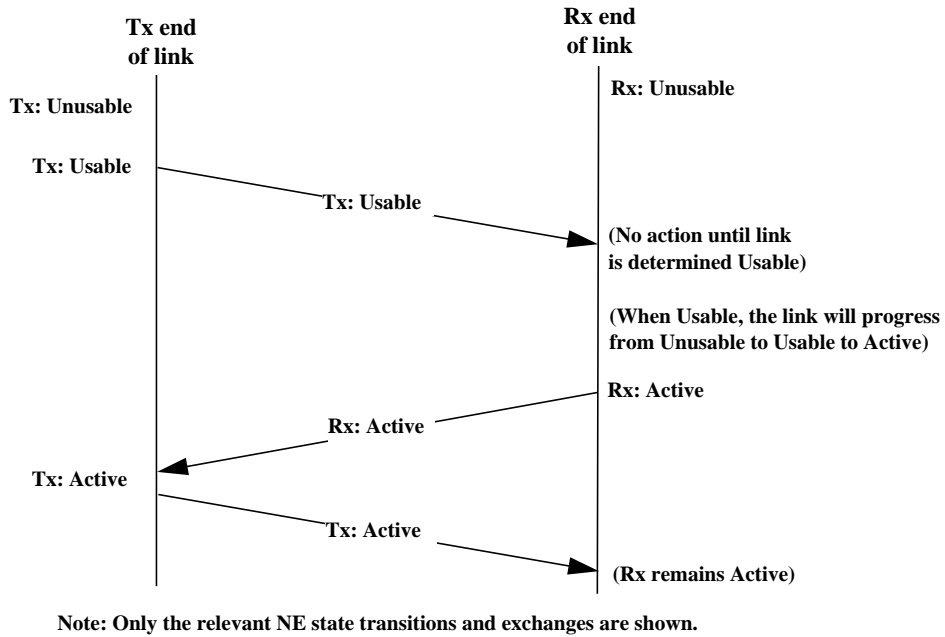 Tx end
of link
Rx end
of link
Tx: Unusable
Rx: Unusable
Tx: Usable
Tx: Usable
(No action until link
is determined Usable)
(When Usable, the link will progress
from Unusable to Usable to Active)
Rx: Active
Rx: Active
Tx: Active
Tx: Active
(Rx remains Active)
Note: Only the relevant NE state transitions and exchanges are shown.